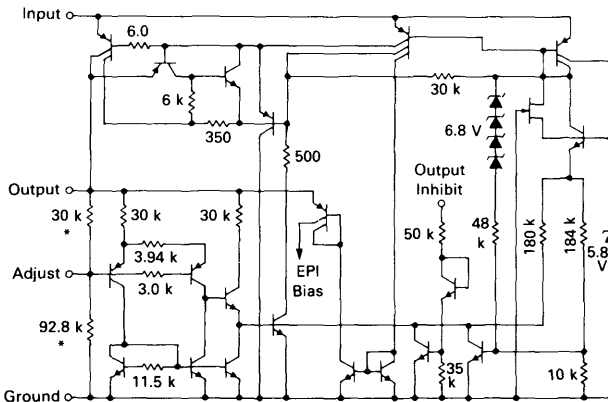 Input
6.0
30 k
6 k
6.8 V
350
500
Output
Inhibit
Output
30 k
*
30 k
30 k
50 k
48
k
180 k
184 k
5.8
V
3.94 k
EPI
Bias
Adjust
3.0 k
92.8 k
*
11.5 k
35
k
10 k
Ground